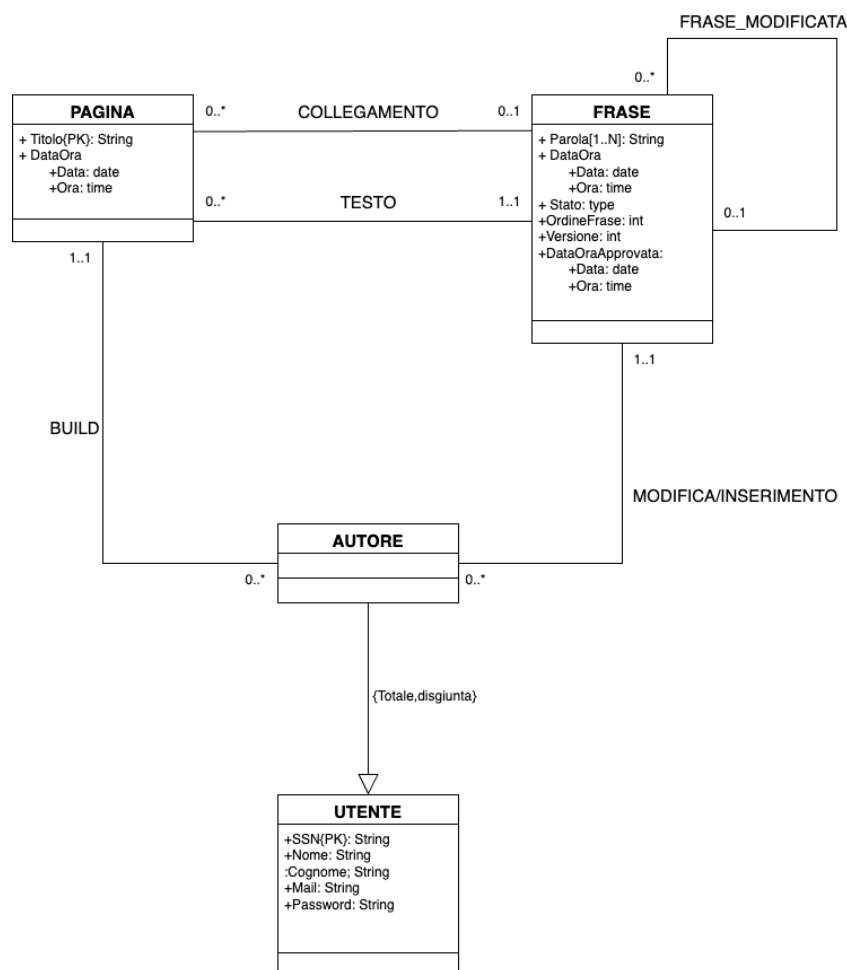 FRASE_MODIFICATA
0..*
PAGINA
+ Titolo{PK}: String
+ DataOra
+Data: date
+Ora: time
0..*
COLLEGAMENTO
0..1
0..*
TESTO
1..1
FRASE
+ Parola[1..N]: String
+ DataOra
+Data: date
+Ora: time
+ Stato: type
+OrdineFrase: int
+Versione: int
+DataOraApprovata:
+Data: date
+Ora: time
0..1
1..1
1..1
BUILD
MODIFICA/INSERIMENTO
AUTORE
0..*
0..*
{Totale,disgiunta}
UTENTE
+SSN{PK}: String
+Nome: String
:Cognome; String
+Mail: String
+Password: String